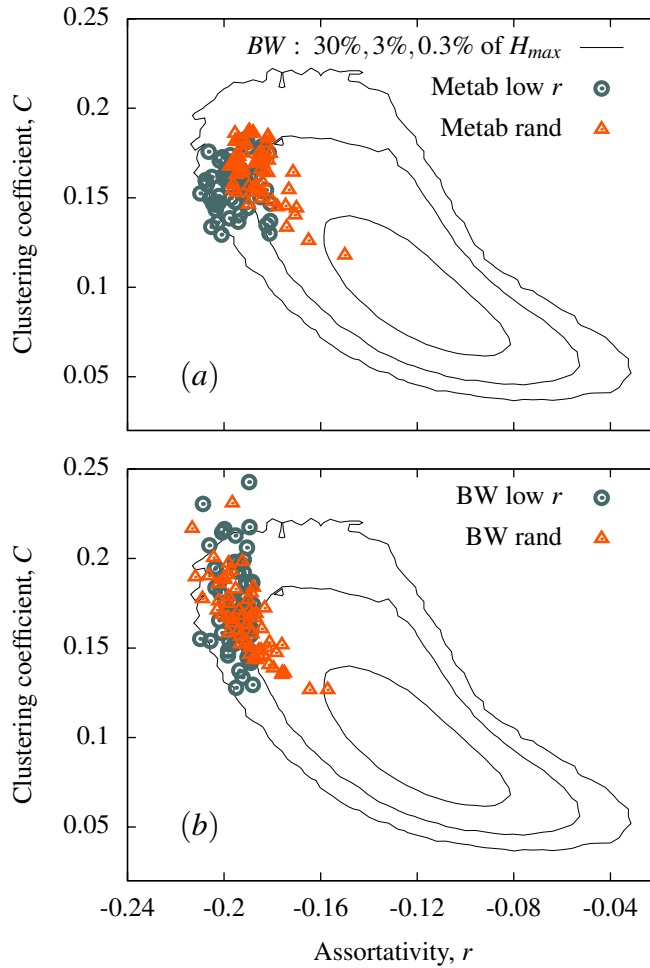 BW : 30%, 3%, 0.3% of Hmax
Metab low r
Metab rand
0.25
0.2
0.15
0.1
0.05
Clustering coefficient, C
(a)
BW low r
BW rand
0.25
0.2
0.15
0.1
0.05
Clustering coefficient, C
(b)
-0.24 -0.2 -0.16 -0.12 -0.08 -0.04
Assortativity, r